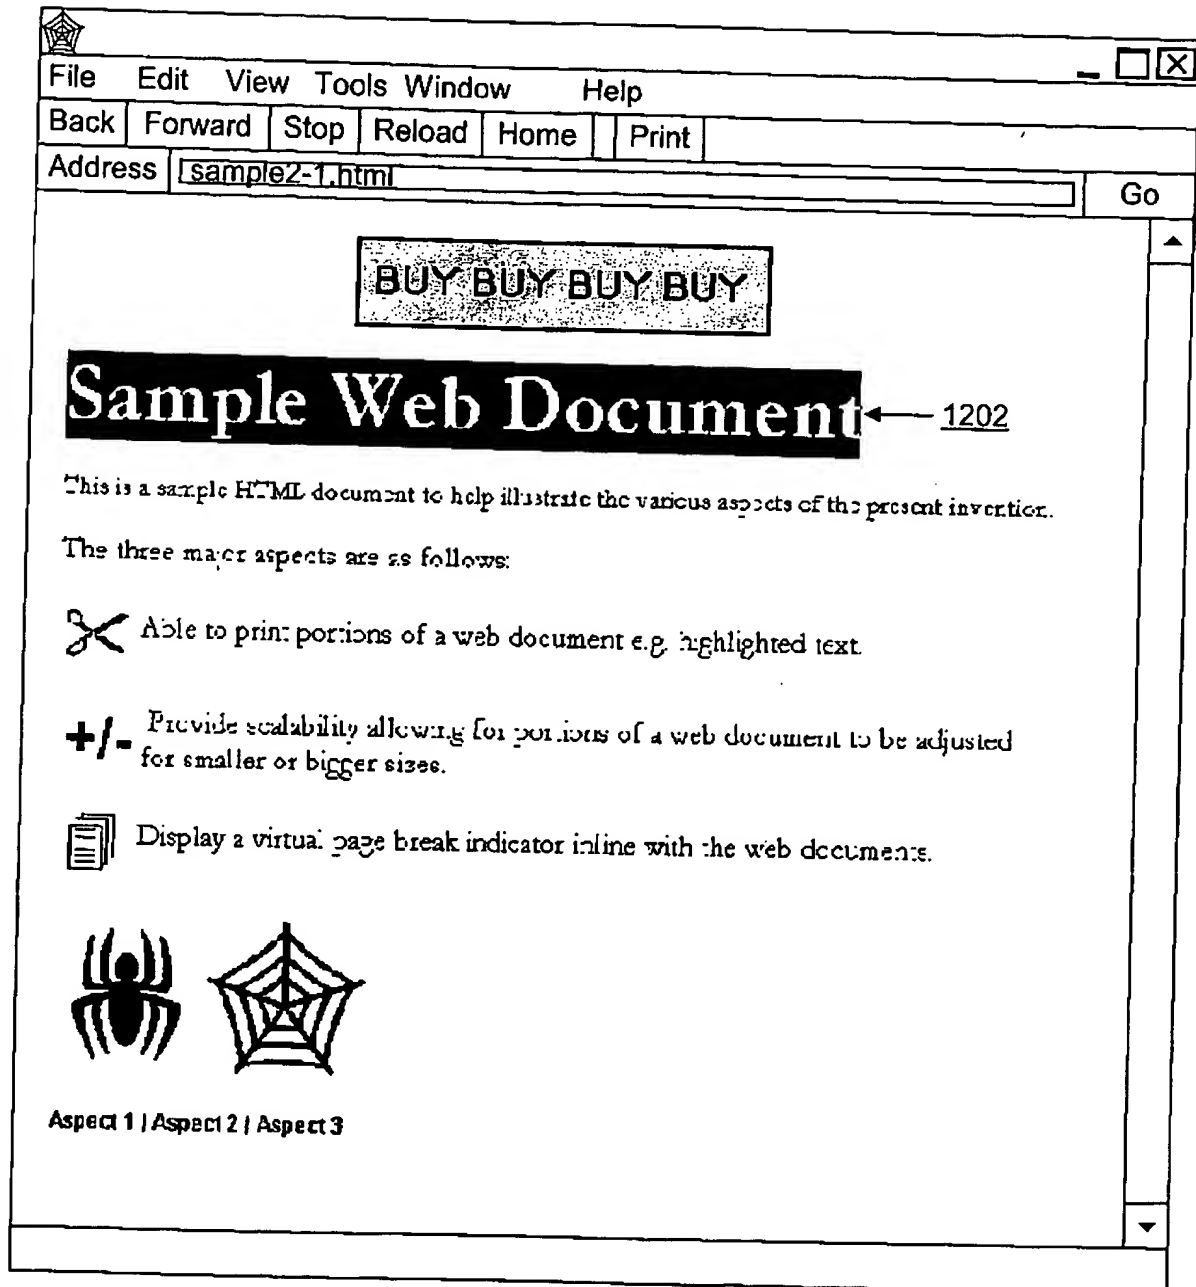 File Edit View Tools Window Help
Back Forward Stop Reload Home Print
Address sample2-1.html Go
BUY BUY BUY BUY
Sample Web Document
1202
This is a sample HTML document to help illustrate the various aspects of the present invention.
The three major aspects are as follows:
Able to print portions of a web document e.g. highlighted text.
+/- Provide scalability allowing for portions of a web document to be adjusted
for smaller or bigger sizes.
Display a virtual page break indicator inline with the web documents.
Aspect 1 | Aspect 2 | Aspect 3